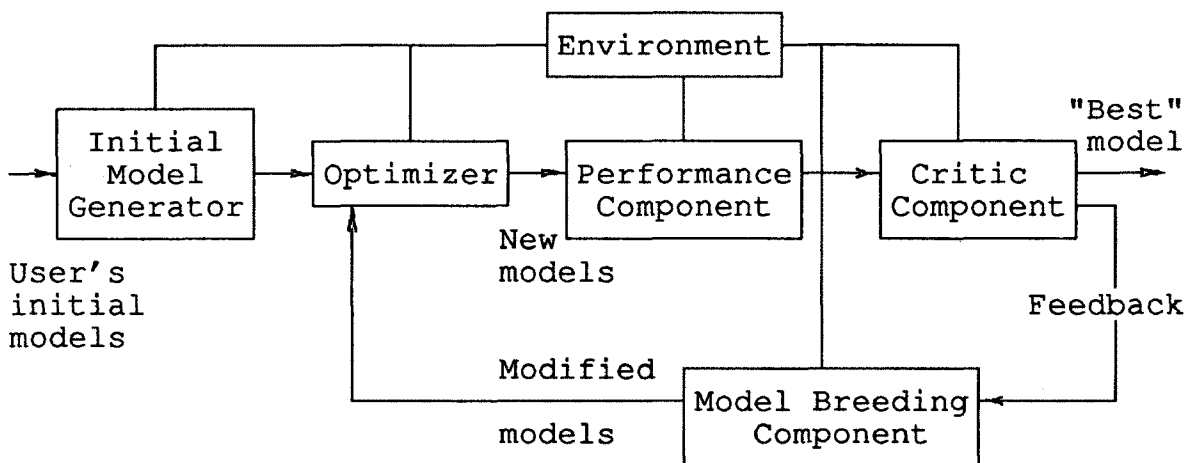 Environment
"Best"
model
Initial
Model
Generator
Optimizer
Performance
Component
Critic
Component
New
models
User's
initial
models
Feedback
Modified
models
Model Breeding
Component